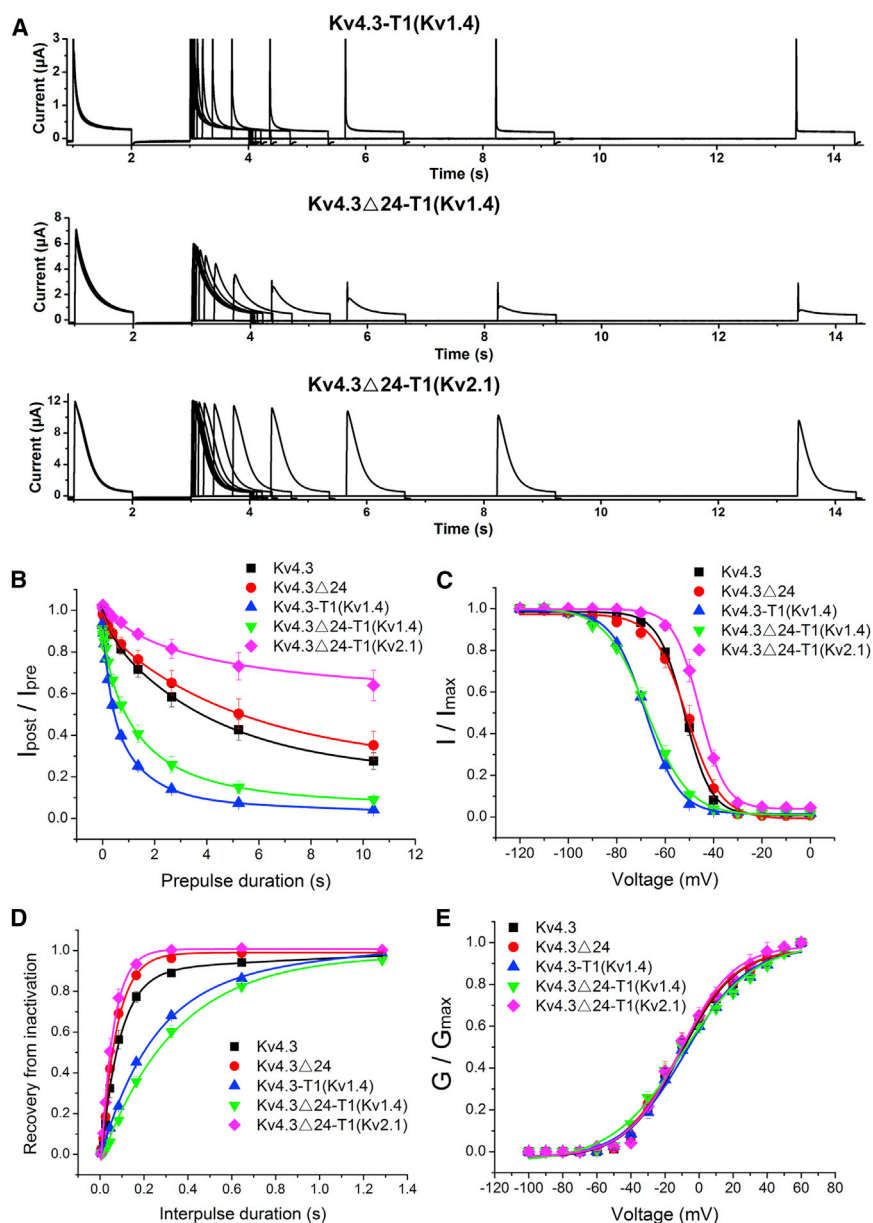 A
Kv4.3-T1(Kv1.4)
Current (µA)
3
2
1
0
2 4 6 8 10 12 14
Time (s)
Kv4.3△24-T1(Kv1.4)
Current (µA)
8
6
4
2
0
2 4 6 8 10 12 14
Time (s)
Kv4.3△24-T1(Kv2.1)
Current (µA)
12
8
4
0
2 4 6 8 10 12 14
Time (s)
B
Kv4.3
Kv4.3△24
Kv4.3-T1(Kv1.4)
Kv4.3△24-T1(Kv1.4)
Kv4.3△24-T1(Kv2.1)
Ipost / Ipre
1.0
0.8
0.6
0.4
0.2
0.0
0 2 4 6 8 10 12
Prepulse duration (s)
C
Kv4.3
Kv4.3△24
Kv4.3-T1(Kv1.4)
Kv4.3△24-T1(Kv1.4)
Kv4.3△24-T1(Kv2.1)
I / Imax
1.0
0.8
0.6
0.4
0.2
0.0
-120 -100 -80 -60 -40 -20 0
Voltage (mV)
D
Recovery from inactivation
1.0
0.8
0.6
0.4
0.2
0.0
Kv4.3
Kv4.3△24
Kv4.3-T1(Kv1.4)
Kv4.3△24-T1(Kv1.4)
Kv4.3△24-T1(Kv2.1)
0.0 0.2 0.4 0.6 0.8 1.0 1.2 1.4
Interpulse duration (s)
E
Kv4.3
Kv4.3△24
Kv4.3-T1(Kv1.4)
Kv4.3△24-T1(Kv1.4)
Kv4.3△24-T1(Kv2.1)
G / Gmax
1.0
0.8
0.6
0.4
0.2
0.0
-120 -100 -80 -60 -40 -20 0 20 40 60 80
Voltage (mV)